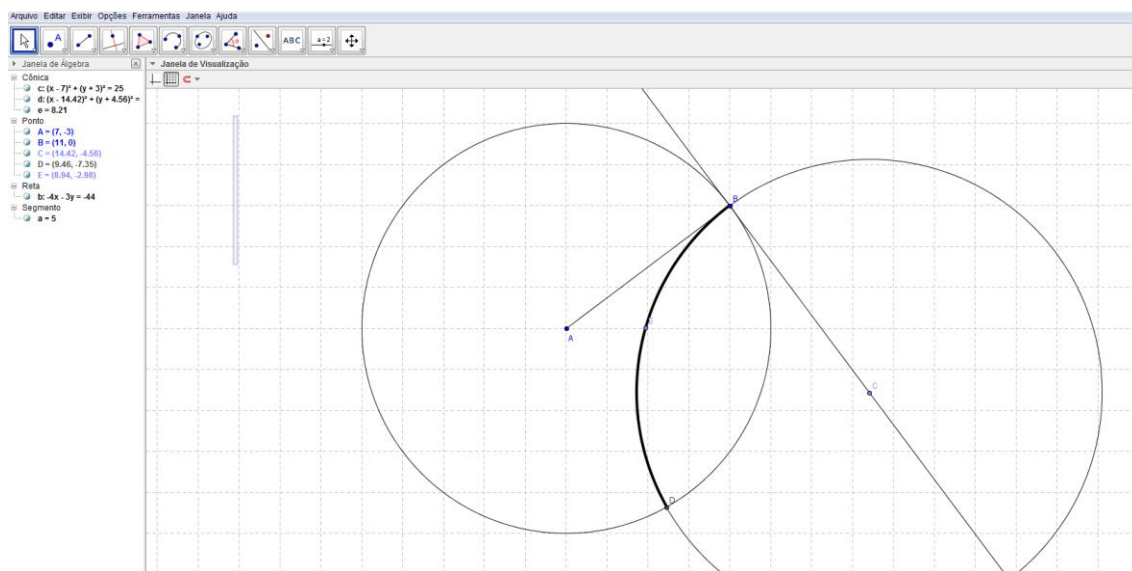 Arquivo Editar Exibir Opções Ferramentas Janela Ajuda
A
ABC
a=2
Janela de Álgebra
Janela de Visualização
Cônica
c: (x - 7)² + (y + 3)² = 25
d: (x - 14.42)² + (y + 4.56)² =
e = 8.21
Ponto
A = (7, -3)
B = (11, 0)
C = (14.42, -4.56)
D = (9.46, -7.35)
E = (8.94, -2.98)
Reta
b: -4x - 3y = -44
Segmento
a = 5
B
E
A
C
D